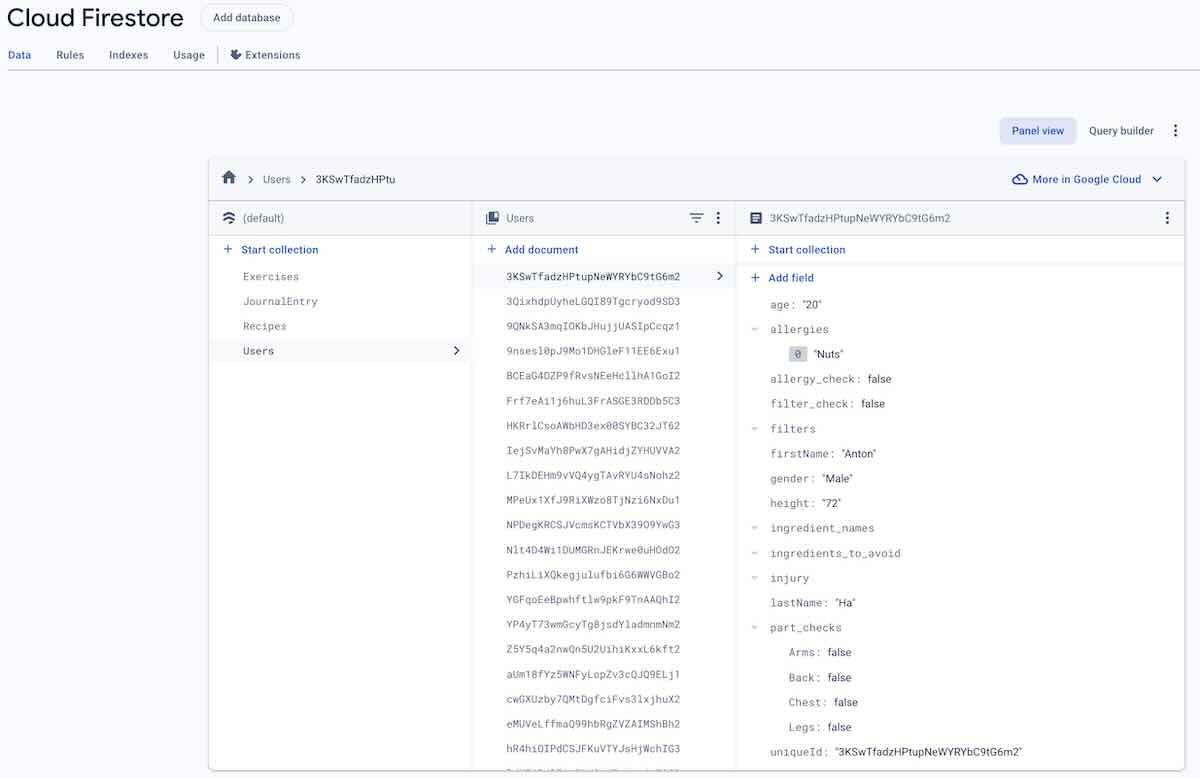 Cloud Firestore
Add database
Data
Rules
Indexes
Usage
Extensions
Panel view
Query builder
Users
3KSwTfadzHPtu
More in Google Cloud
(default)
Start collection
Exercises
JournalEntry
Recipes
Users
Users
Add document
3KSwTfadzHPtupNeWYRYbC9tG6m2
3QixhdpUyheLGQI89Tgcryod9SD3
9QNkSA3mqIOKbJHujjUASIpCcqz1
9nsesl0pJ9Mo1DHGleF11EE6Exu1
BCEaG4DZP9fRvsNEeHcllhA1GoI2
Frf7eAi1j6huL3FrASGE3RDDb5C3
HKRrlCsoAWbHD3ex00SYBC32JT62
IejSvMaYh8PwX7gAHidjZYHUVVA2
L7IkDEHm9vVQ4ygTAvRYU4sNohz2
MPeUx1XfJ9RiXWzo8TjNzi6NxDu1
NPDegKRCSJVcmsKCTVbX39O9YwG3
Nlt4D4Wi1DUMGRnJEKrwe0uHOdO2
PzhiLiXQkegjulufbi6G6WWVGBo2
YGFqoEeBpwhftlw9pkF9TnAAQhI2
YP4yT73wmGcyTg8jsdYladmnmNm2
Z5Y5q4a2nwQn5U2UihiKxxL6kft2
aUm18fYz5WNFyLopZv3cQJQ9ELj1
cwGXUzby7QMtDgfciFvs3lxjhuX2
eMUVeLffmaQ99hbRgZVZAIMShBh2
hR4hiOIPdCSJFKuVTYJsHjWchIG3
3KSwTfadzHPtupNeWYRYbC9tG6m2
Start collection
Add field
age: "20"
allergies
0 "Nuts"
allergy_check: false
filter_check: false
filters
firstName: "Anton"
gender: "Male"
height: "72"
ingredient_names
ingredients_to_avoid
injury
lastName: "Ha"
part_checks
Arms: false
Back: false
Chest: false
Legs: false
uniqueId: "3KSwTfadzHPtupNeWYRYbC9tG6m2"